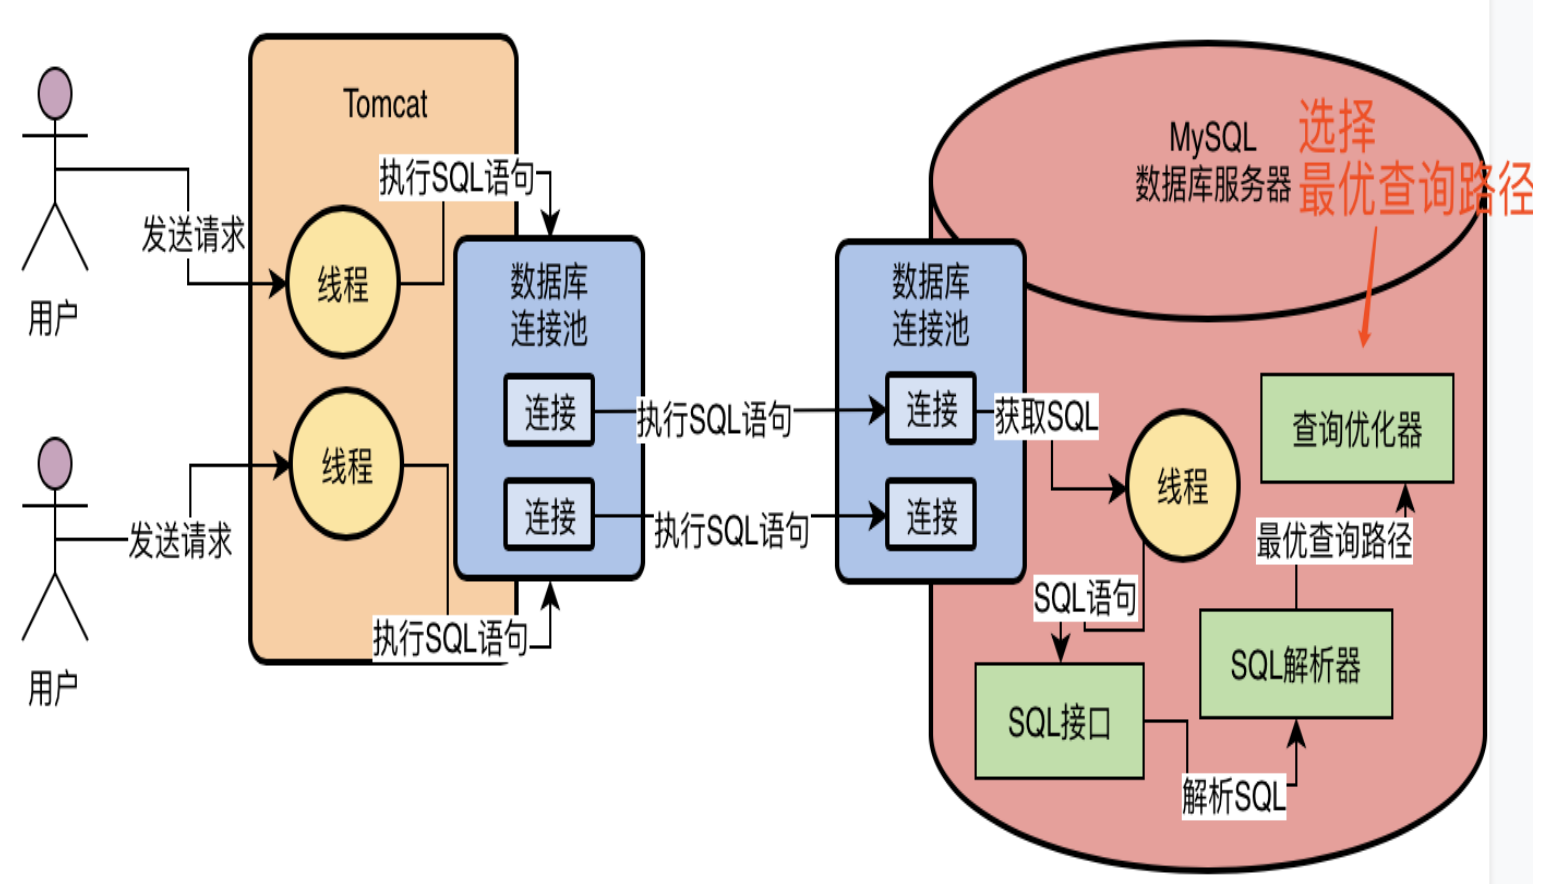 Tomcat
执行SQL语句
发送请求
线程
用户
数据库
连接池
连接
连接
线程
发送请求
执行SQL语句
用户
执行SQL语句
执行SQL语句
MySQL
数据库服务器
选择
最优查询路径
数据库
连接池
连接
连接
获取SQL
线程
查询优化器
最优查询路径
SQL语句
SQL解析器
SQL接口
解析SQL